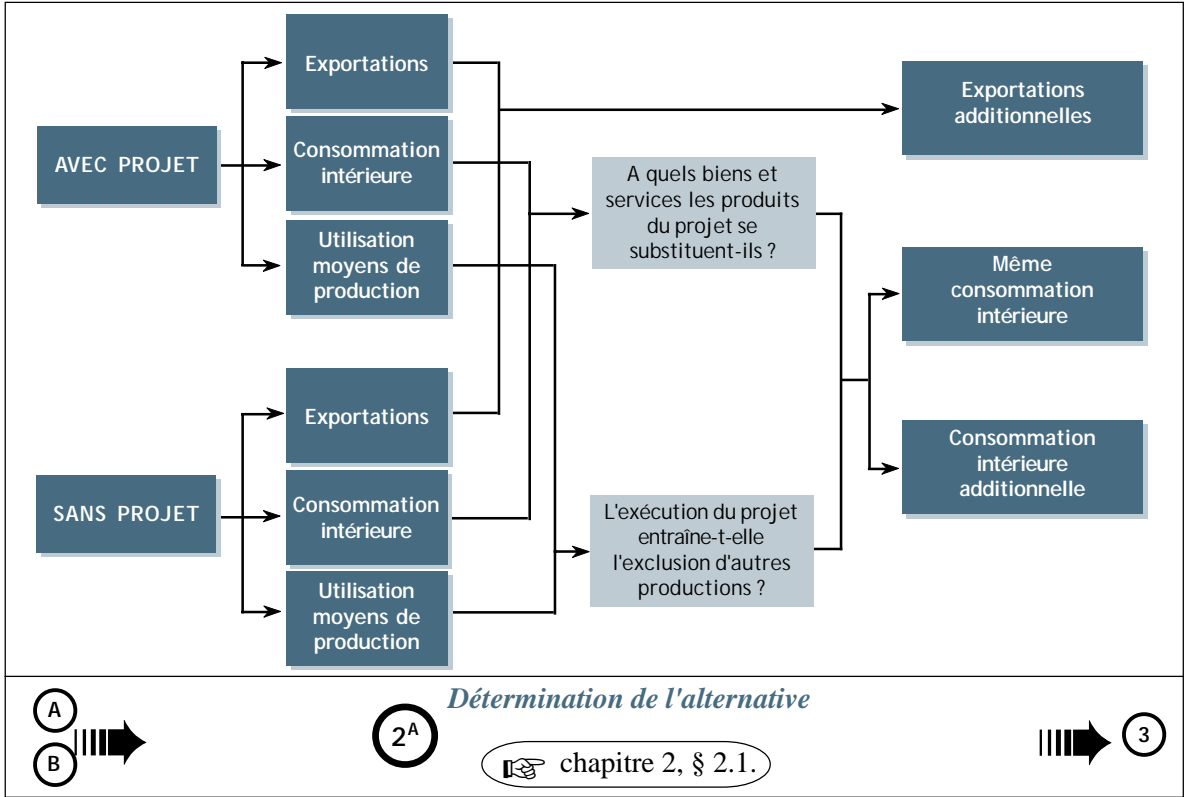 Exportations
Consommation
intérieure
Utilisation
moyens de
production
AVEC PROJET
A quels biens et
services les produits
du projet se
substituent-ils ?
Exportations
additionnelles
Même
consommation
intérieure
Exportations
Consommation
intérieure
Utilisation
moyens de
production
SANS PROJET
L'exécution du projet
entraîne-t-elle
l'exclusion d'autres
productions ?
Consommation
intérieure
additionnelle
A
B
2A
Détermination de l'alternative
chapitre 2, § 2.1.
3